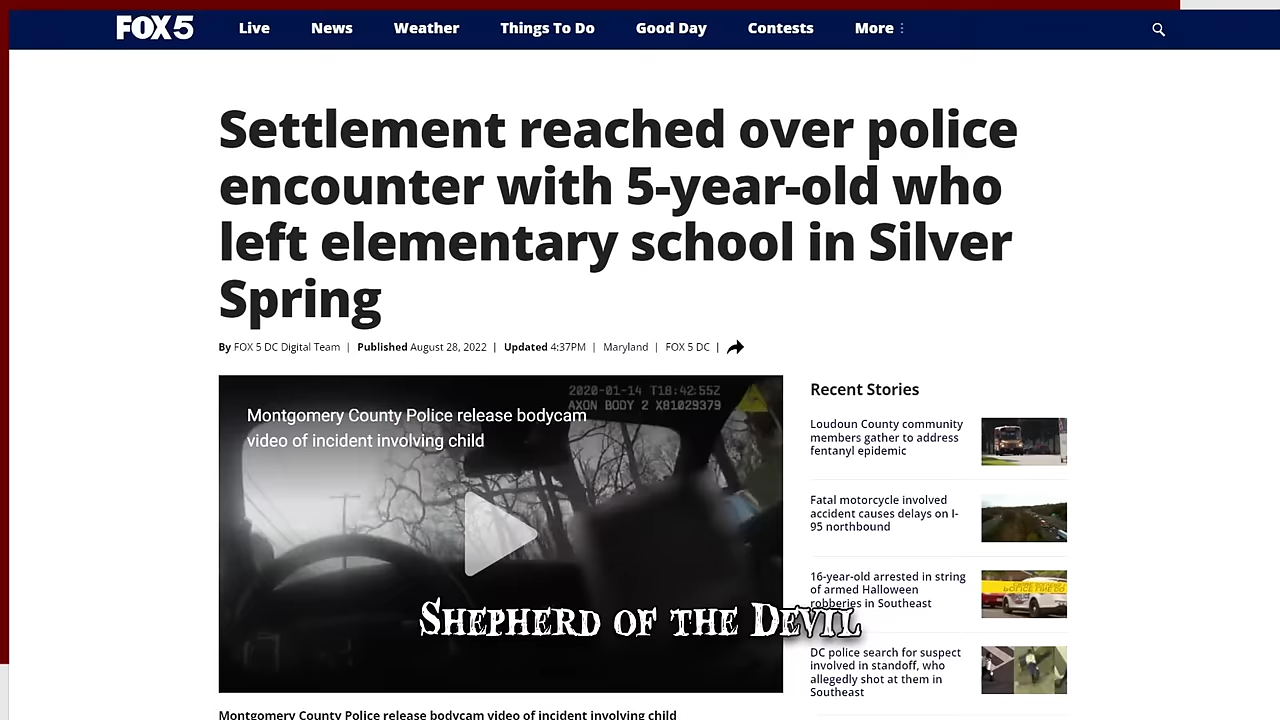 FOX 5
Live News Weather Things To Do Good Day Contests More
Settlement reached over police
encounter with 5-year-old who
left elementary school in Silver
Spring
By FOX 5 DC Digital Team | Published August 28, 2022 | Updated 4:37PM | Maryland | FOX 5 DC |
2020-01-14 T18:42:55Z
AXON BODY 2 X81029379
Montgomery County Police release bodycam
video of incident involving child
Shepherd of the Devil
Montgomery County Police release bodycam video of incident involving child
Recent Stories
Loudoun County community
members gather to address
fentanyl epidemic
Fatal motorcycle involved
accident causes delays on I-
95 northbound
16-year-old arrested in string
of armed Halloween
robberies in Southeast
DC police search for suspect
involved in standoff, who
allegedly shot at them in
Southeast